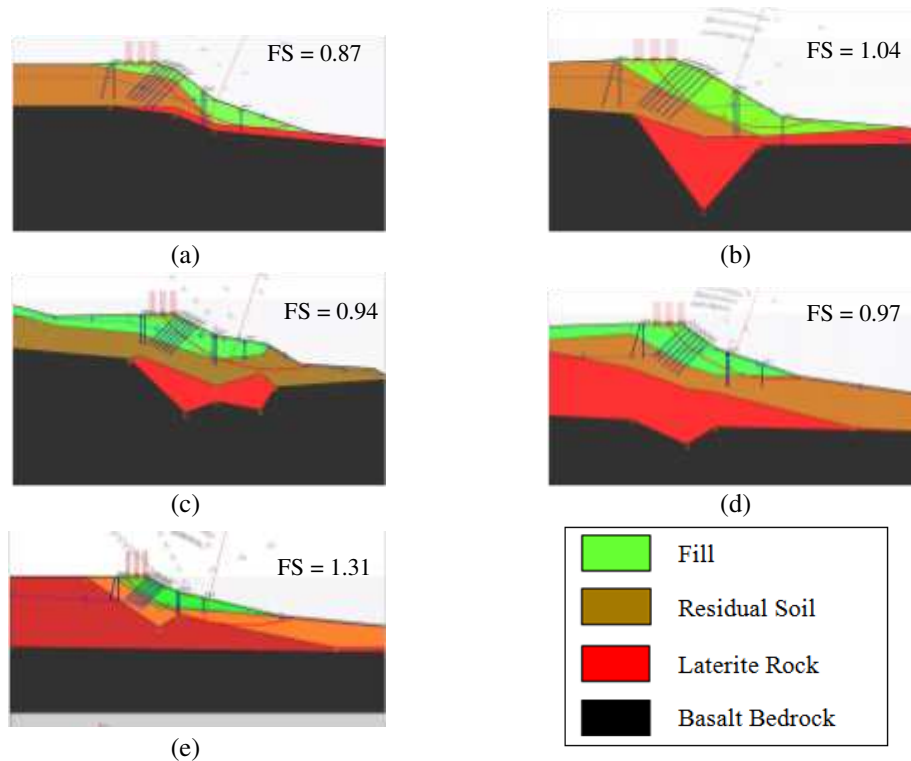 FS = 0.87
FS = 1.04
(a)
(b)
FS = 0.94
FS = 0.97
(c)
(d)
FS = 1.31
Fill
Residual Soil
Laterite Rock
Basalt Bedrock
(e)